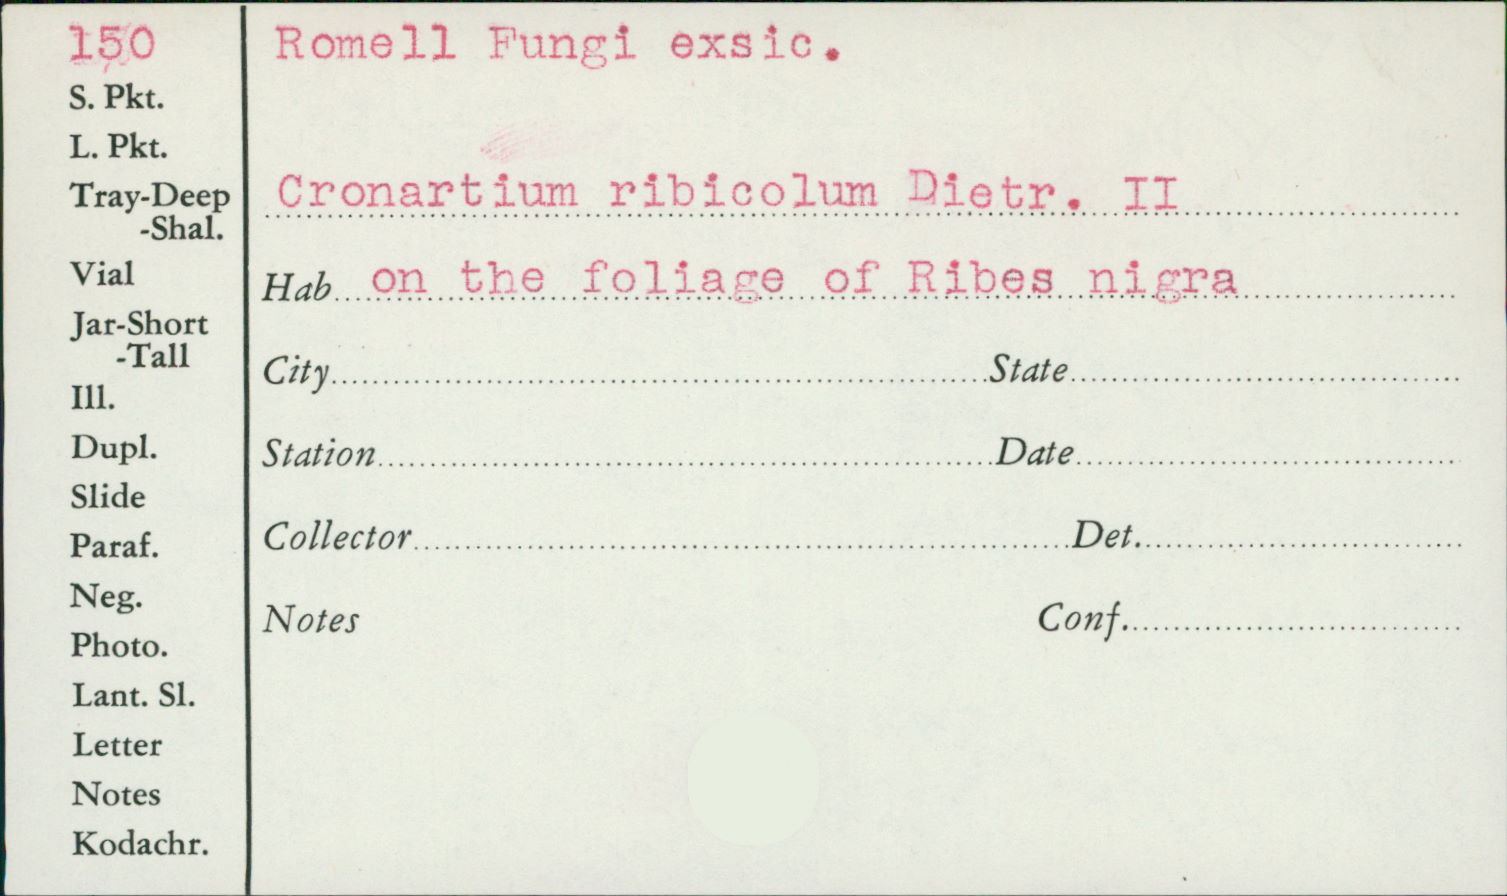 150
Romell Fungi exsic.
S. Pkt.
L. Pkt.
Tray-Deep
-Shal.
Vial
Jar-Short
-Tall
Ill.
Dupl.
Slide
Paraf.
Neg.
Photo.
Lant. Sl.
Letter
Notes
Kodachr.
Cronartium ribicolum Dietr. II
Hab. on the foliage of Ribes nigra
City State
Station Date
Collector Det.
Notes Conf.